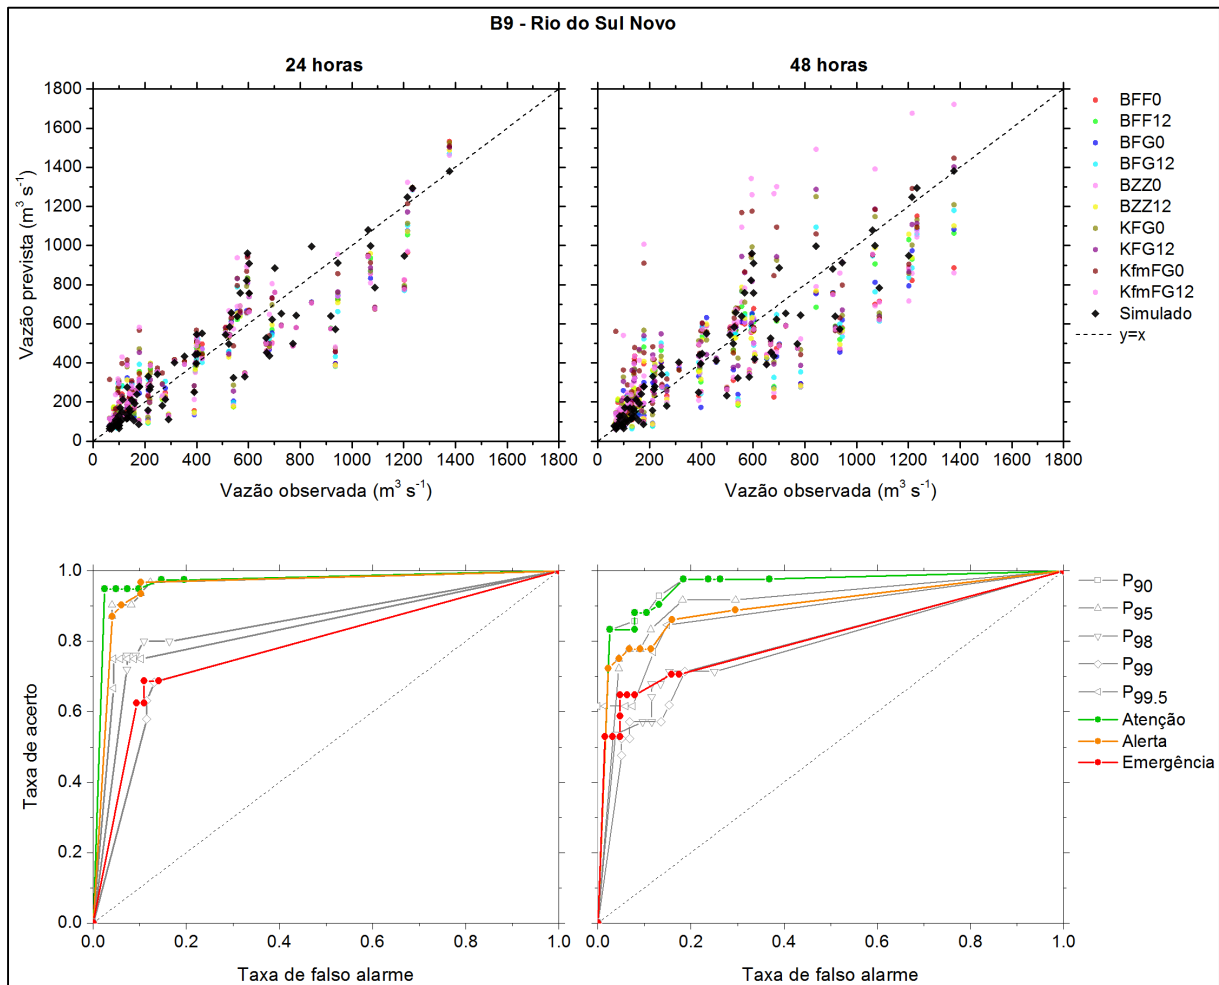 B9 - Rio do Sul Novo
24 horas
48 horas
Vazão prevista (m³ s⁻¹)
1800
1600
1400
1200
1000
800
600
400
200
0
0 200 400 600 800 1000 1200 1400 1600 1800
Vazão observada (m³ s⁻¹)
0 200 400 600 800 1000 1200 1400 1600 1800
Vazão observada (m³ s⁻¹)
BFF0
BFF12
BFG0
BFG12
BZZ0
BZZ12
KFG0
KFG12
KfmFG0
KfmFG12
Simulado
y=x
Taxa de acerto
1.0
0.8
0.6
0.4
0.2
0.0
0.0 0.2 0.4 0.6 0.8 1.0
Taxa de falso alarme
0.0 0.2 0.4 0.6 0.8 1.0
Taxa de falso alarme
P₉₀
P₉₅
P₉₈
P₉₉
P₉₉.₅
Atenção
Alerta
Emergência